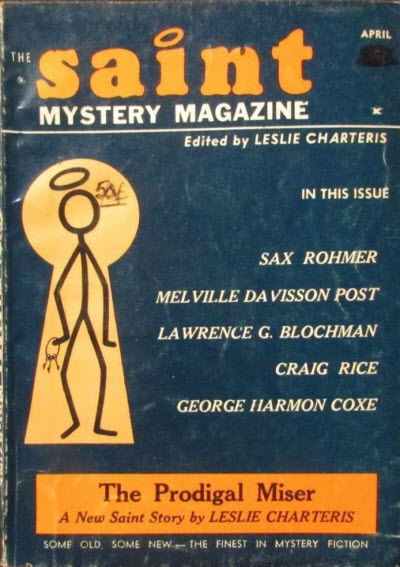 THE saint
APRIL
MYSTERY MAGAZINE
K
Edited by LESLIE CHARTERIS
IN THIS ISSUE
50¢
SAX ROHMER
MELVILLE DAVISSON POST
LAWRENCE G. BLOCHMAN
CRAIG RICE
GEORGE HARMON COXE
The Prodigal Miser
A New Saint Story by LESLIE CHARTERIS
SOME OLD, SOME NEW—THE FINEST IN MYSTERY FICTION